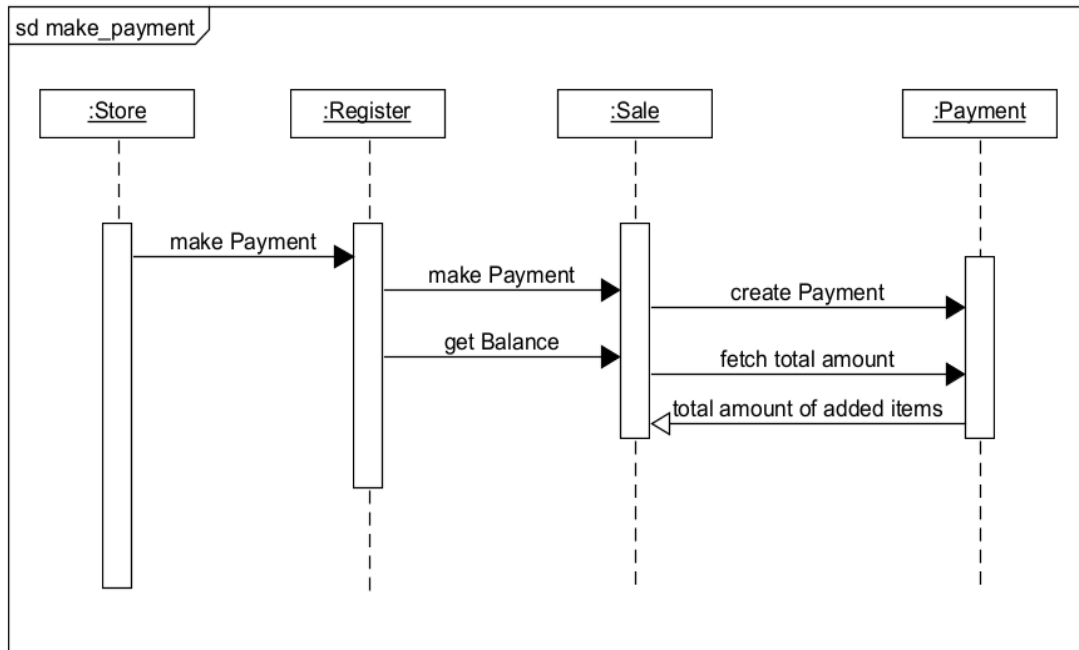 sd make_payment
:Store
:Register
:Sale
:Payment
make Payment
make Payment
create Payment
get Balance
fetch total amount
total amount of added items